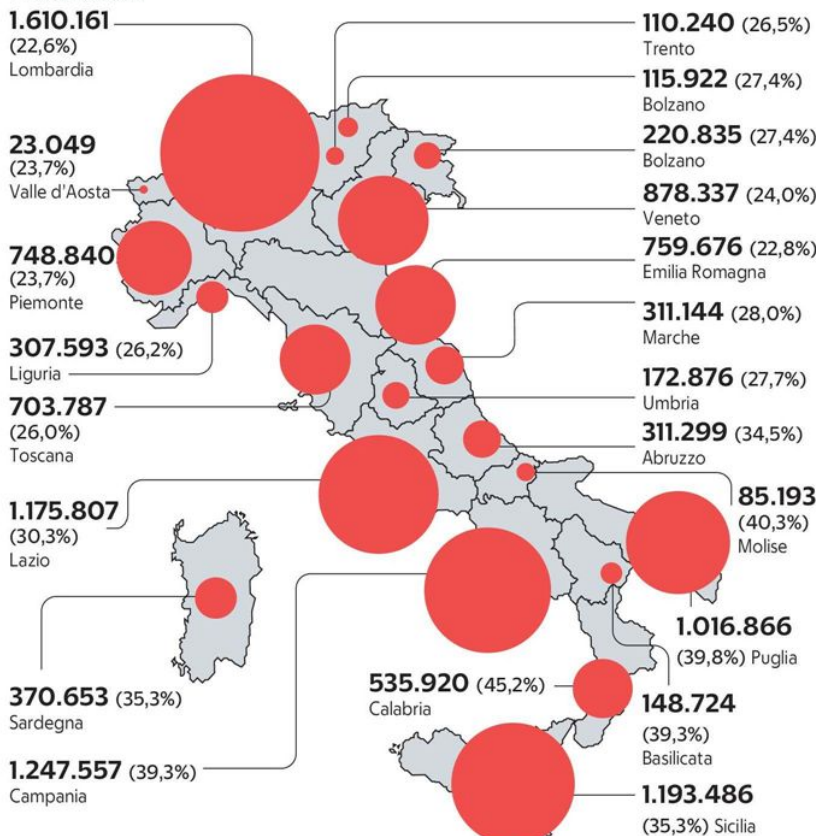 1.610.161
(22,6%)
Lombardia
23.049
(23,7%)
Valle d'Aosta
748.840
(23,7%)
Piemonte
307.593 (26,2%)
Liguria
703.787
(26,0%)
Toscana
1.175.807
(30,3%)
Lazio
370.653 (35,3%)
Sardegna
1.247.557 (39,3%)
Campania
110.240 (26,5%)
Trento
115.922 (27,4%)
Bolzano
220.835 (27,4%)
Bolzano
878.337 (24,0%)
Veneto
759.676 (22,8%)
Emilia Romagna
311.144 (28,0%)
Marche
172.876 (27,7%)
Umbria
311.299 (34,5%)
Abruzzo
85.193
(40,3%)
Molise
1.016.866
(39,8%) Puglia
535.920 (45,2%)
Calabria
148.724
(39,3%)
Basilicata
1.193.486
(35,3%) Sicilia